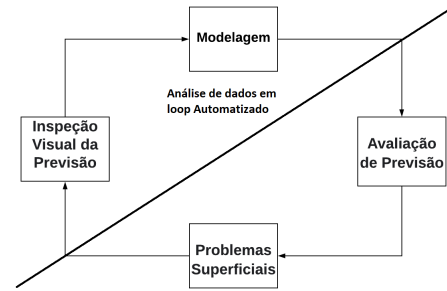 Modelagem
Análise de dados em
loop Automatizado
Inspeção
Visual da
Previsão
Avaliação
de Previsão
Problemas
Superficiais